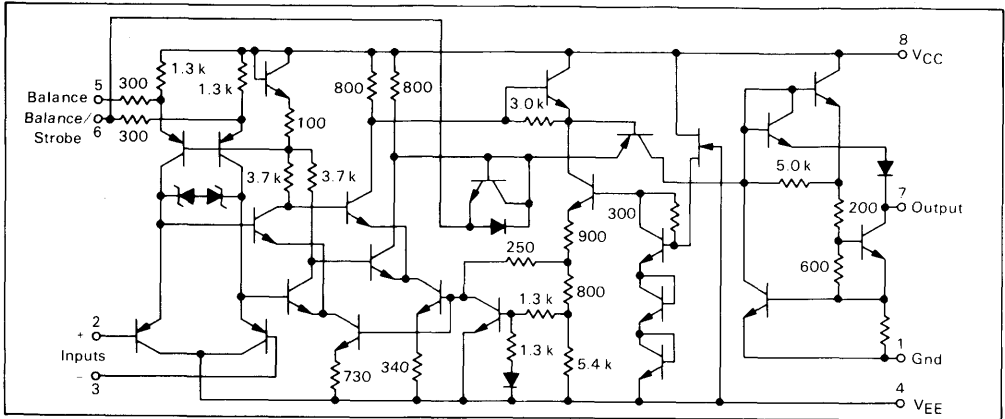 8
VCC
1.3 k
1.3 k
5
300
Balance
Balance/
Strobe
6
300
100
800
800
3.0 k
3.7 k
3.7 k
5.0 k
7
Output
300
200
900
250
600
800
1.3 k
2
+
Inputs
−
3
1.3 k
730
340
5.4 k
1
Gnd
4
VEE